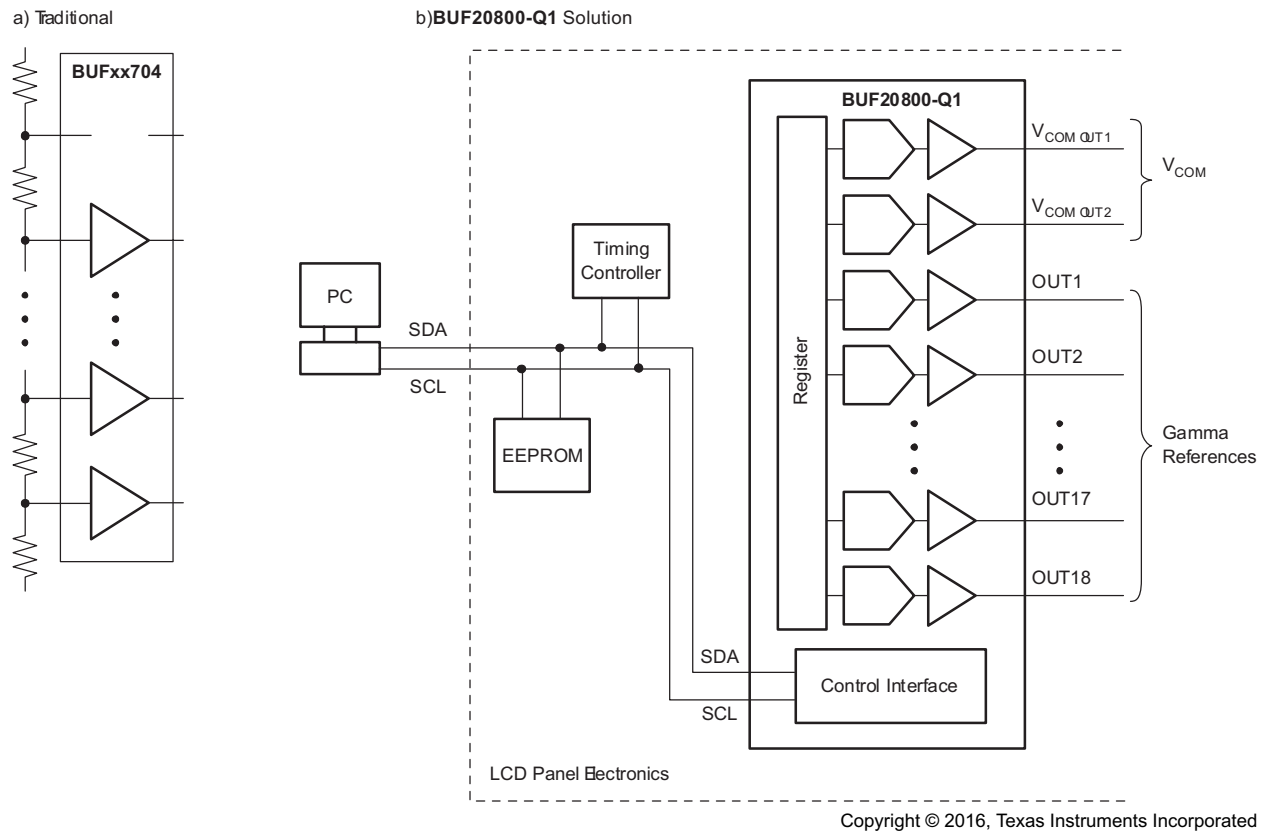 a) Traditional
b)BUF20800-Q1 Solution
BUFxx704
BUF20800-Q1
VCOM OUT1
VCOM
VCOM OUT2
Timing
Controller
OUT1
PC
SDA
OUT2
SCL
Register
Gamma
References
EEPROM
OUT17
OUT18
SDA
Control Interface
SCL
LCD Panel Electronics
Copyright © 2016, Texas Instruments Incorporated